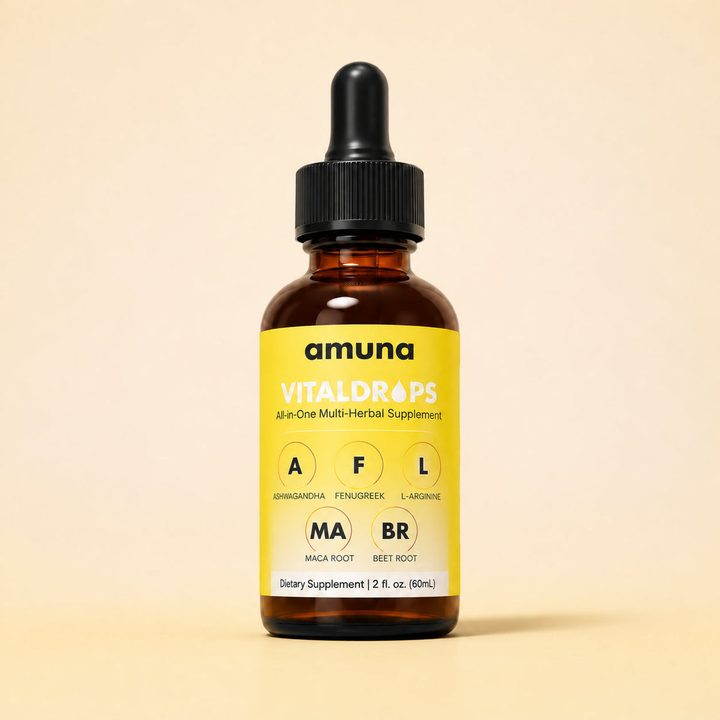 amuna
VITALDROPS
All-in-One Multi-Herbal Supplement
A F L
ASHWAGANDHA FENUGREEK L-ARGININE
MA BR
MACA ROOT BEET ROOT
Dietary Supplement | 2 fl. oz. (60mL)